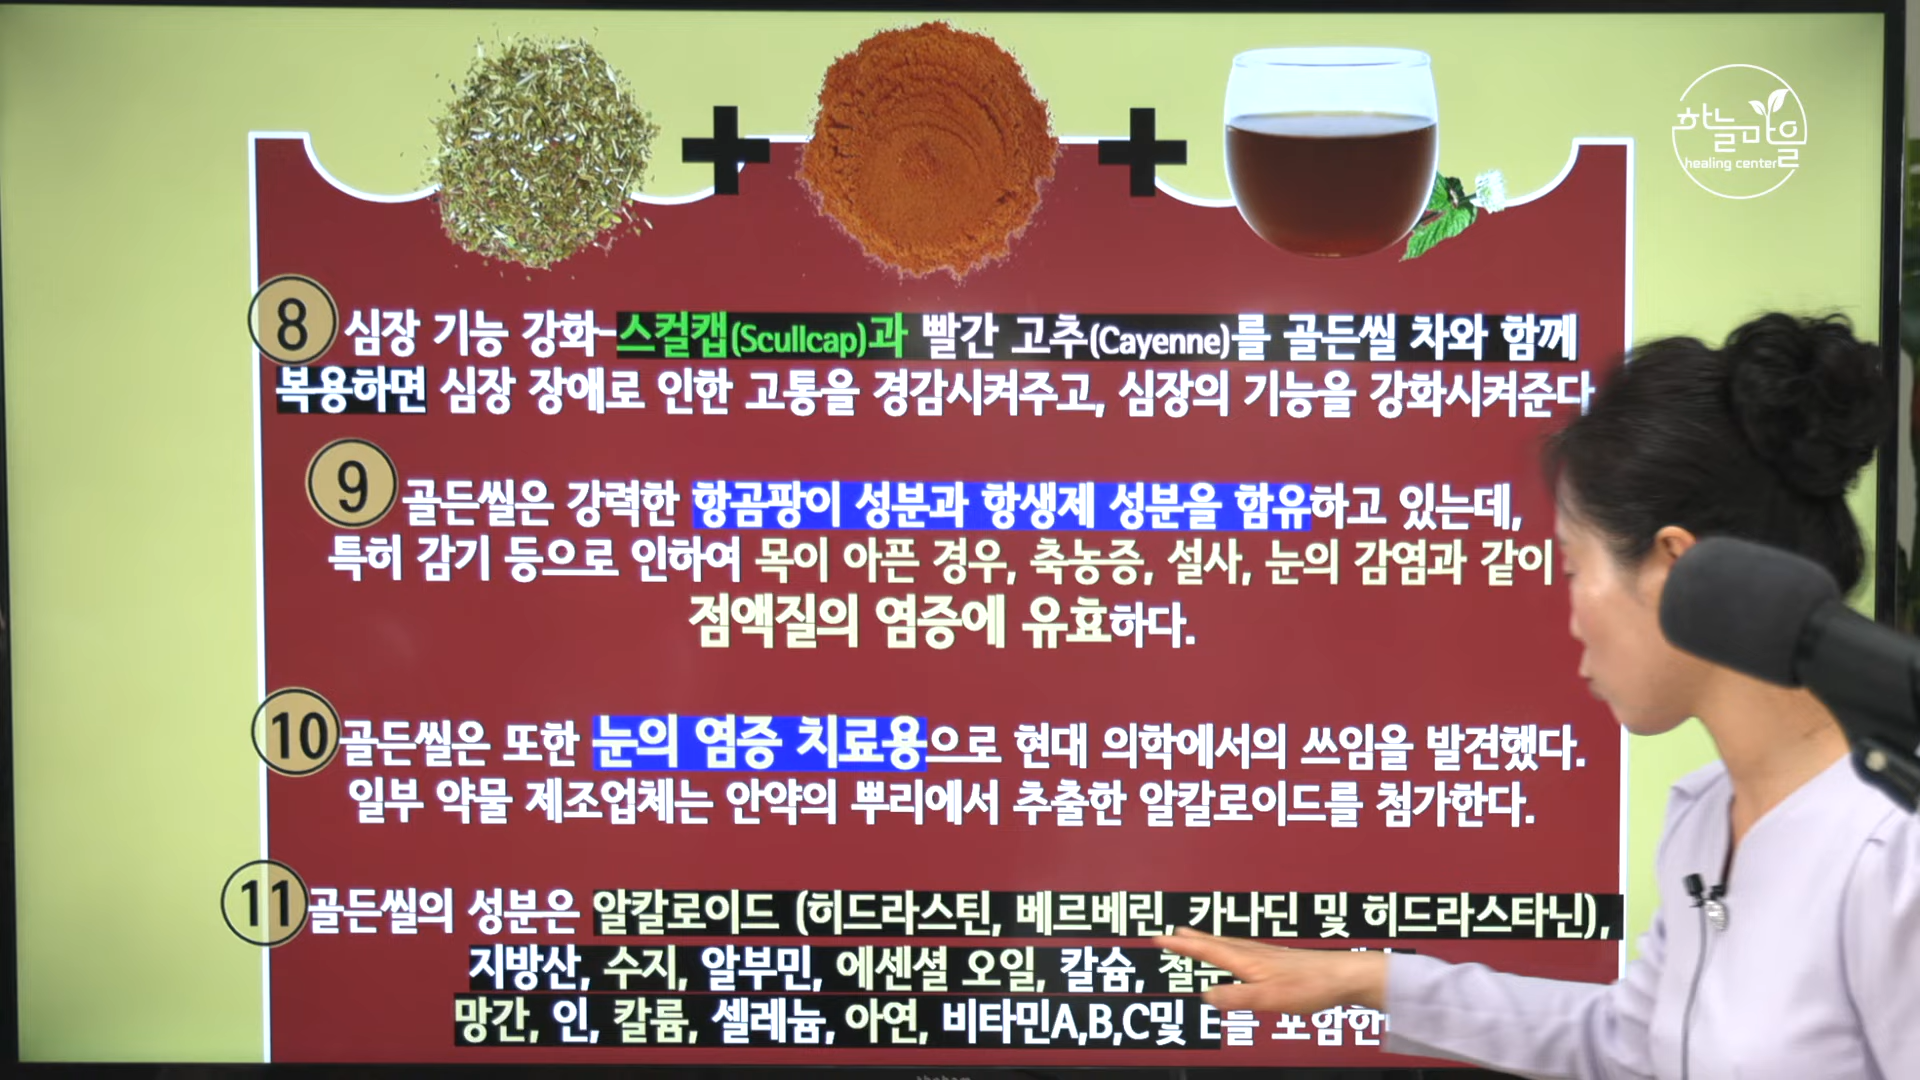 하늘마을
healing center
8 심장 기능 강화-스컬캡(Scullcap)과 빨간 고추(Cayenne)를 골든씰 차와 함께
복용하면 심장 장애로 인한 고통을 경감시켜주고, 심장의 기능을 강화시켜준다
9 골든씰은 강력한 항곰팡이 성분과 항생제 성분을 함유하고 있는데,
특히 감기 등으로 인하여 목이 아픈 경우, 축농증, 설사, 눈의 감염과 같이
점액질의 염증에 유효하다.
10 골든씰은 또한 눈의 염증 치료용으로 현대 의학에서의 쓰임을 발견했다.
일부 약물 제조업체는 안약의 뿌리에서 추출한 알칼로이드를 첨가한다.
11 골든씰의 성분은 알칼로이드 (히드라스틴, 베르베린, 카나딘 및 히드라스타닌),
지방산, 수지, 알부민, 에센셜 오일, 칼슘, 철분,
망간, 인, 칼륨, 셀레늄, 아연, 비타민A,B,C및 E를 포함한